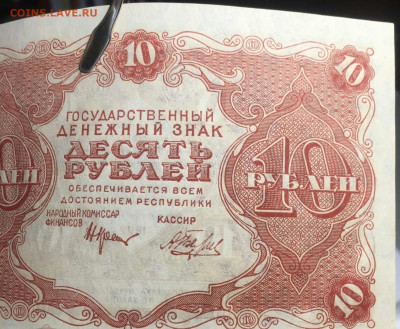 COINS.LAVE.RU
10
10
ГОСУДАРСТВЕННЫЙ
ДЕНЕЖНЫЙ ЗНАК
ДЕСЯТЬ
РУБЛЕЙ
ОБЕСПЕЧИВАЕТСЯ ВСЕМ
ДОСТОЯНИЕМ РЕСПУБЛИКИ
НАРОДНЫЙ КОМИССАР
ФИНАНСОВ
КАССИР
10
РУБЛЕЙ
10